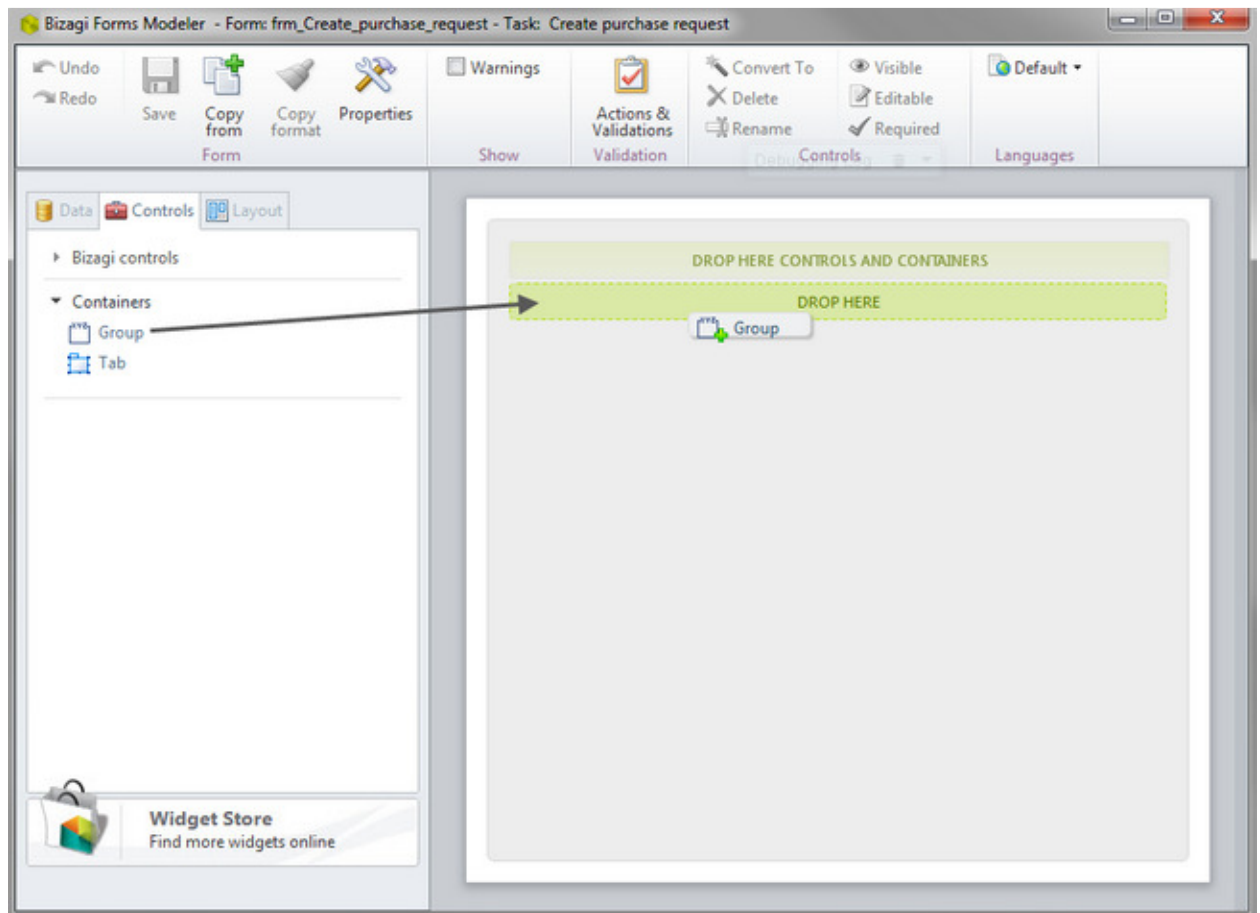 Bizagi Forms Modeler - Form: frm_Create_purchase_request - Task: Create purchase request
Undo
Redo
Save
Copy from
Copy format
Properties
Form
Warnings
Show
Actions & Validations
Validation
Convert To
Delete
Rename
Visible
Editable
Required
Controls
Default
Languages
Data
Controls
Layout
Bizagi controls
Containers
Group
Tab
DROP HERE CONTROLS AND CONTAINERS
DROP HERE
Group
Widget Store
Find more widgets online